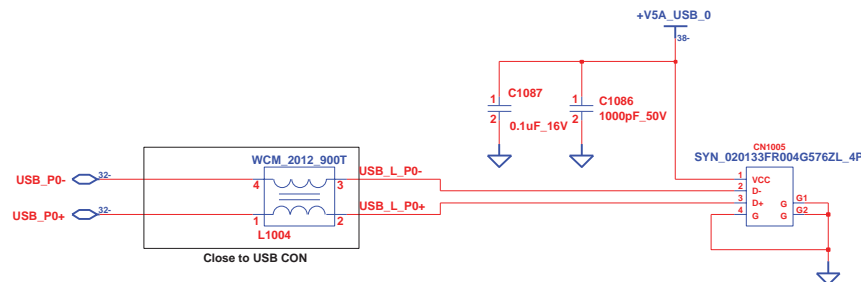 +V5A_USB_0
38-
1
C1087
2
0.1uF_16V
1
C1086
2
1000pF_50V
CN1005
SYN_020133FR004G576ZL_4P
WCM_2012_900T
USB_P0-
32-
4
3
USB_L_P0-
USB_P0+
32-
1
2
USB_L_P0+
L1004
Close to USB CON
1
VCC
2
D-
3
D+
G
G1
4
G
G
G2